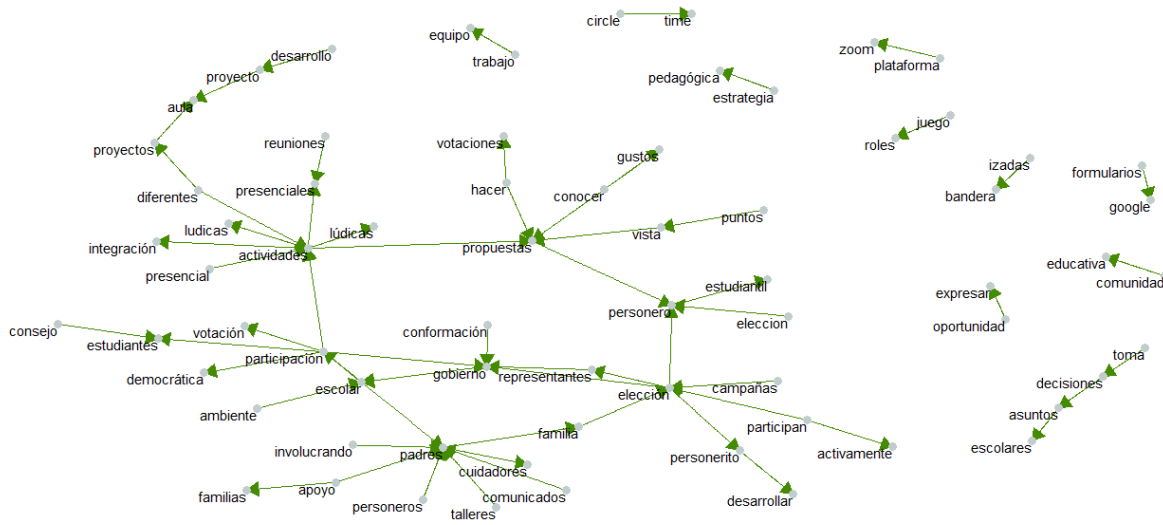 circle
time
equipo
trabajo
zoom
plataforma
desarrollo
proyecto
pedagógica
estrategia
aula
juego
roles
proyectos
reuniones
votaciones
gustos
izadas
formularios
diferentes
presenciales
hacer
conocer
bandera
google
ludicas
lúdicas
puntos
vista
integración
actividades
propuestas
presencial
educativa
comunidad
estudiantil
expresar
personero
eleccion
oportunidad
consejo
votación
conformación
estudiantes
participación
toma
democrática
escolar
gobierno
representantes
decisiones
elección
campañas
ambiente
asuntos
familia
participan
escolares
involucrando
padres
cuidadores
personerito
activamente
familias
apoyo
personeros
talleres
comunicados
desarrollar